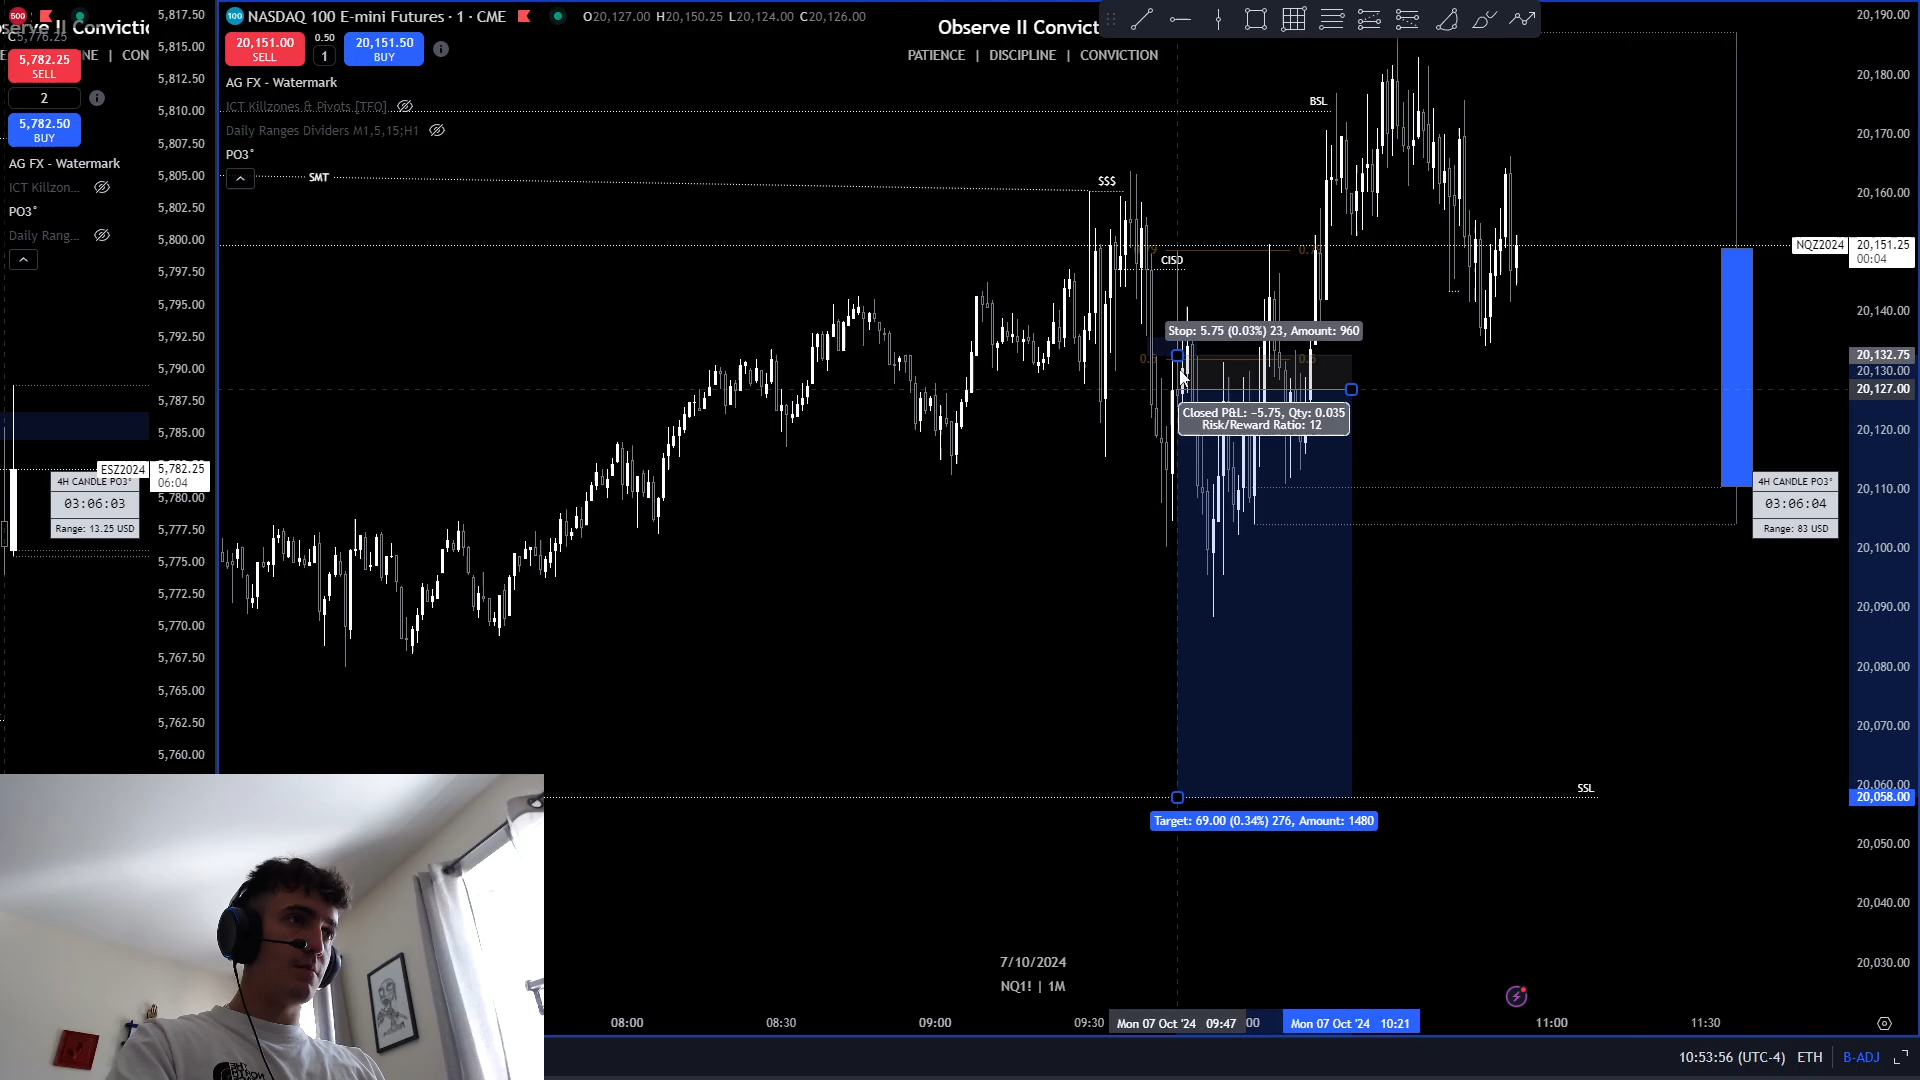 5,817.50
500
C5,776.25
5,815.00
5,782.25
SELL
NE | CON
5,812.50
2
5,810.00
5,782.50
BUY
5,807.50
AG FX - Watermark
5,805.00
ICT Killzon...
5,802.50
PO3°
Daily Rang...
5,800.00
5,797.50
5,795.00
5,792.50
5,790.00
5,787.50
5,785.00
ESZ2024 5,782.25
06:04
4H CANDLE PO3°
03:06:03
Range: 13.25 USD
5,780.00
5,777.50
5,775.00
5,772.50
5,770.00
5,767.50
5,765.00
5,762.50
5,760.00
100 NASDAQ 100 E-mini Futures · 1 · CME O20,127.00 H20,150.25 L20,124.00 C20,126.00
20,151.00
SELL
0.50
1
20,151.50
BUY
Observe II Convict
PATIENCE | DISCIPLINE | CONVICTION
AG FX - Watermark
ICT Killzones & Pivots [TFO]
Daily Ranges Dividers M1,5,15;H1
PO3°
SMT
$$$
BSL
CISD
Stop: 5.75 (0.03%) 23, Amount: 960
Closed P&L: −5.75, Qty: 0.035
Risk/Reward Ratio: 12
Target: 69.00 (0.34%) 276, Amount: 1480
SSL
20,190.00
20,180.00
20,170.00
20,160.00
NQZ2024 20,151.25
00:04
20,140.00
20,132.75
20,130.00
20,127.00
20,120.00
20,110.00
4H CANDLE PO3°
03:06:04
Range: 83 USD
20,100.00
20,090.00
20,080.00
20,070.00
20,060.00
20,058.00
20,050.00
20,040.00
20,030.00
7/10/2024
NQ1! | 1M
08:00 08:30 09:00 09:30 Mon 07 Oct '24 09:47 Mon 07 Oct '24 10:21 11:00 11:30
10:53:56 (UTC-4) ETH B-ADJ